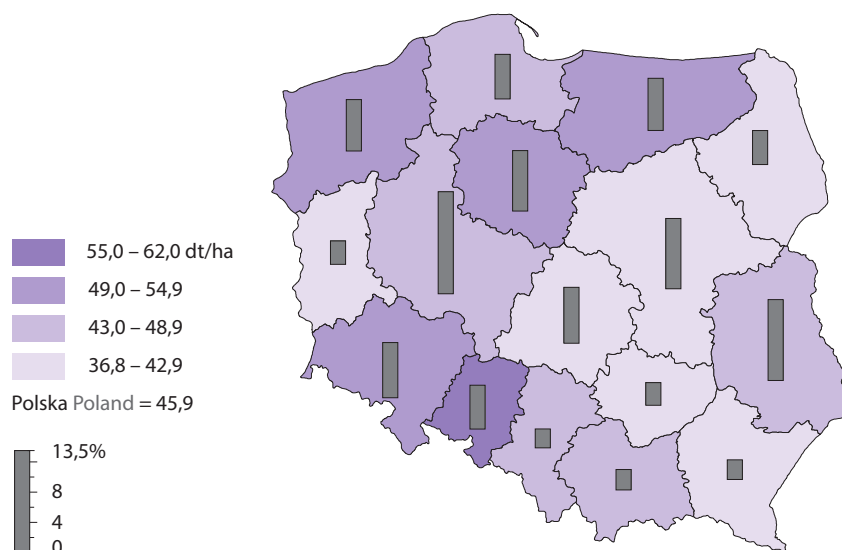 55,0 – 62,0 dt/ha
49,0 – 54,9
43,0 – 48,9
36,8 – 42,9
Polska Poland = 45,9
13,5%
8
4
0